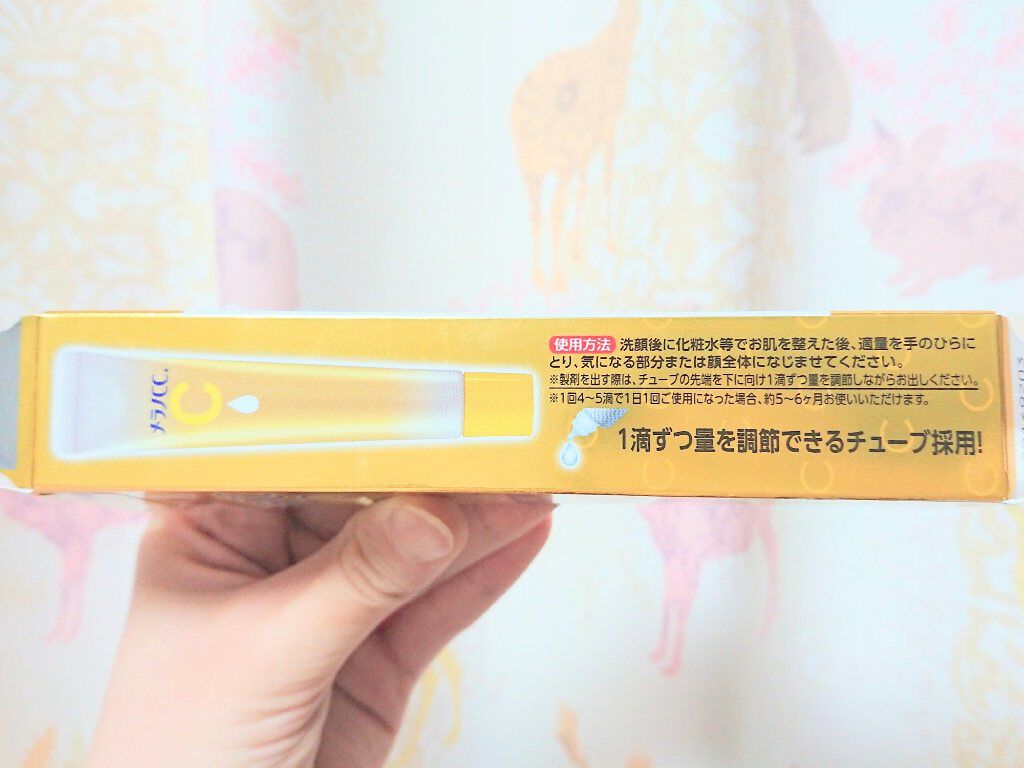 メラノCC.
C
使用方法 洗顔後に化粧水等でお肌を整えた後、適量を手のひらに
とり、気になる部分または顔全体になじませてください。
※製剤を出す際は、チューブの先端を下に向け1滴ずつ量を調節しながらお出しください。
※1回4～5滴で1日1回ご使用になった場合、約5～6ヶ月お使いいただけます。
1滴ずつ量を調節できるチューブ採用!